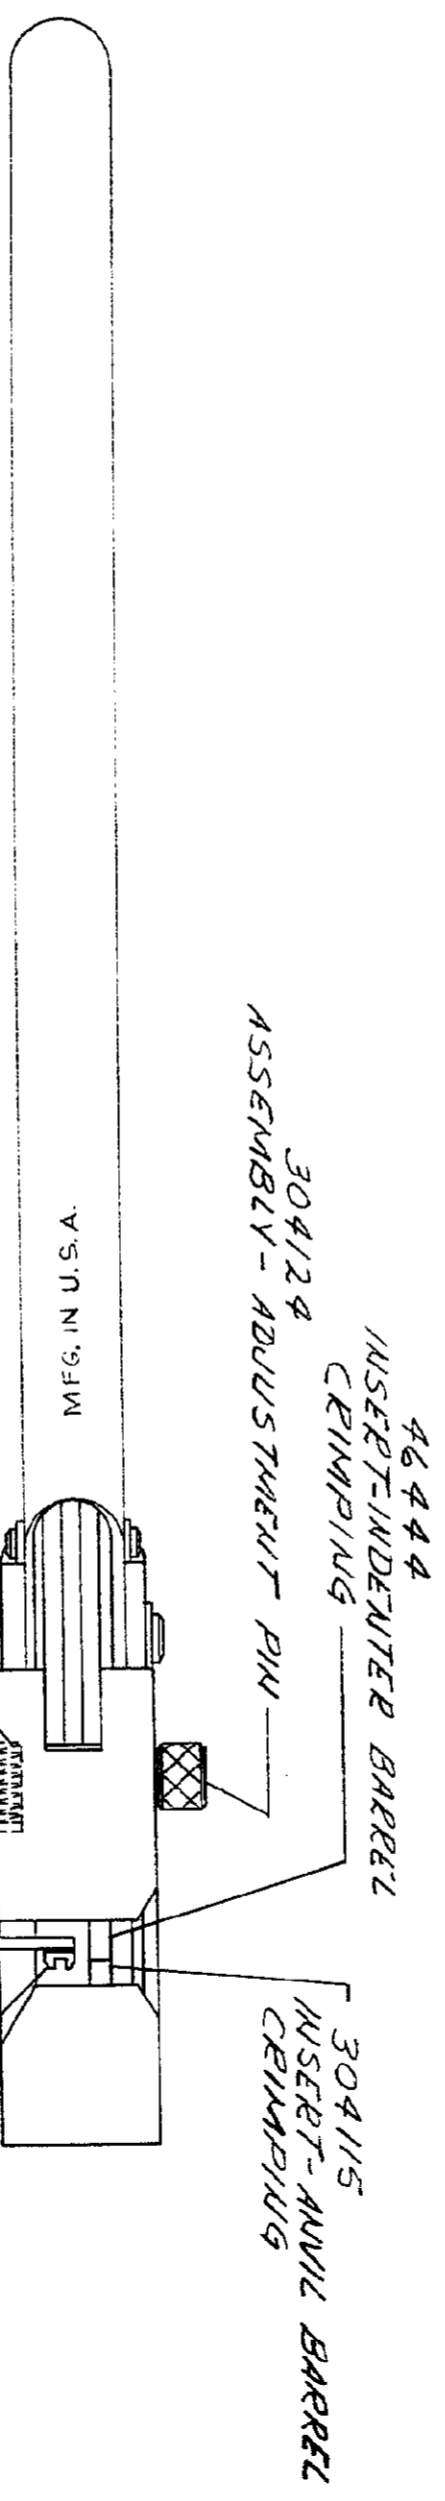 MFG. IN U.S.A.
304124
ASSEMBLY-ADJUSTMENT PIN
46444
INSERT-INDENTER BARREL
CRIMPING
304115
INSERT-ANVIL BARREL
CRIMPING